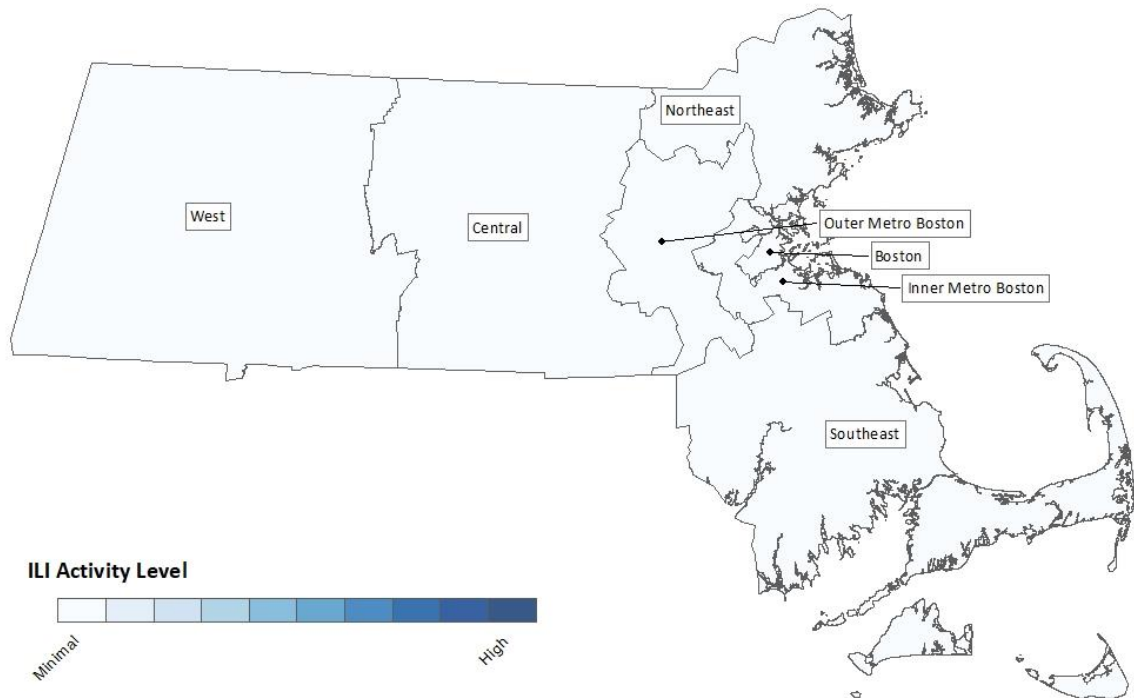 Northeast
West
Central
Outer Metro Boston
Boston
Inner Metro Boston
Southeast
ILI Activity Level
Minimal
High